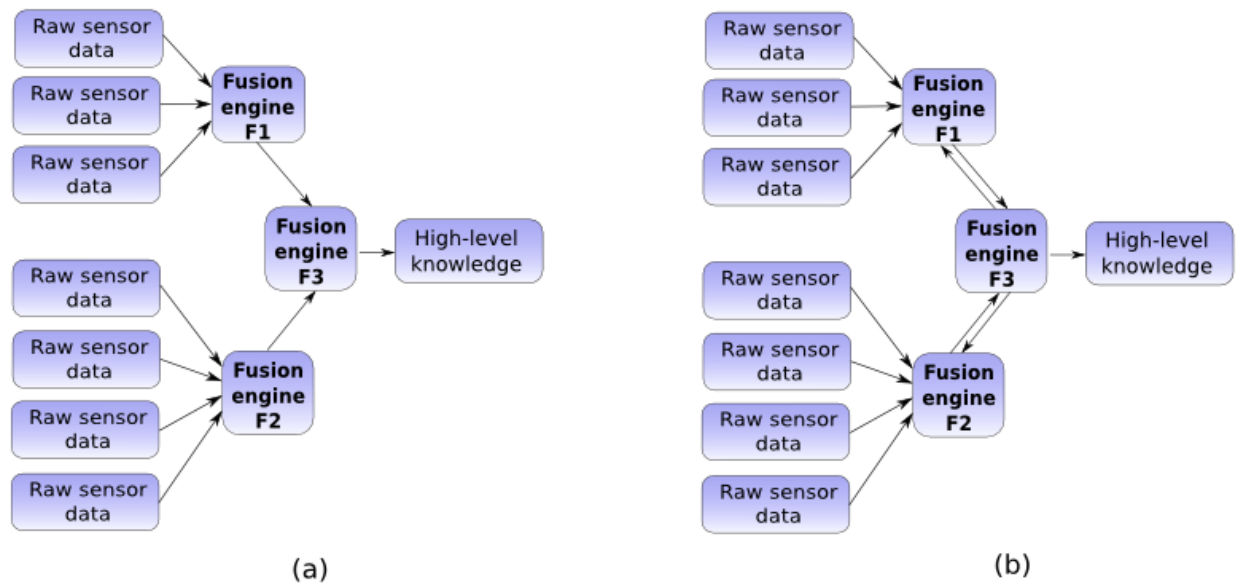 Raw sensor
data
Raw sensor
data
Raw sensor
data
Fusion
engine
F1
Fusion
engine
F3
High-level
knowledge
Raw sensor
data
Raw sensor
data
Raw sensor
data
Raw sensor
data
Fusion
engine
F2
(a)
Raw sensor
data
Raw sensor
data
Raw sensor
data
Fusion
engine
F1
Fusion
engine
F3
High-level
knowledge
Raw sensor
data
Raw sensor
data
Raw sensor
data
Raw sensor
data
Fusion
engine
F2
(b)